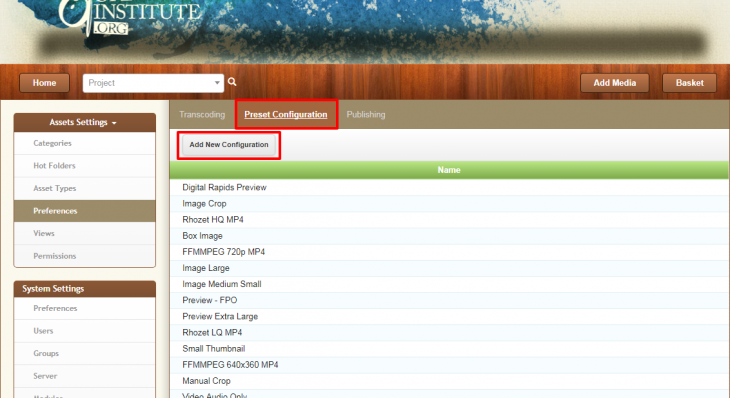 INSTITUTE
.ORG
Home
Project
Add Media
Basket
Assets Settings
Categories
Hot Folders
Asset Types
Preferences
Views
Permissions
System Settings
Preferences
Users
Groups
Server
Transcoding
Preset Configuration
Publishing
Add New Configuration
Name
Digital Rapids Preview
Image Crop
Rhozet HQ MP4
Box Image
FFMMPEG 720p MP4
Image Large
Image Medium Small
Preview - FPO
Preview Extra Large
Rhozet LQ MP4
Small Thumbnail
FFMMPEG 640x360 MP4
Manual Crop
Video Audio Only